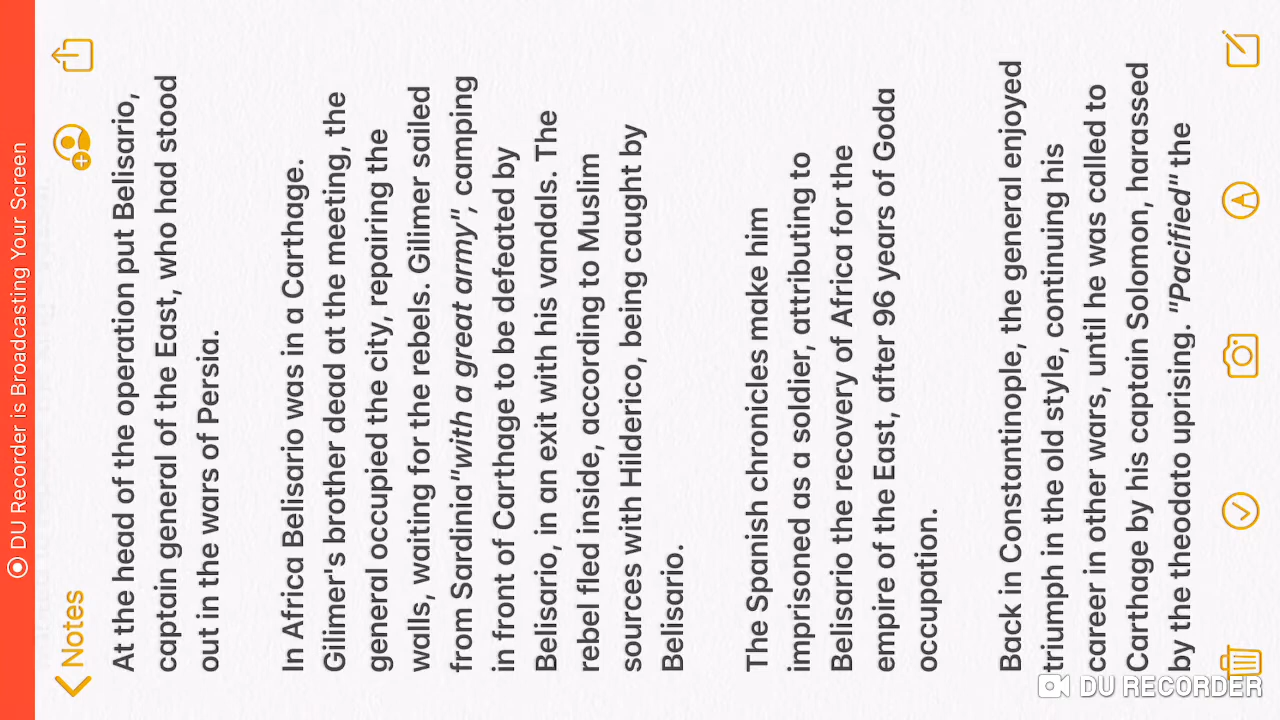 DU Recorder is Broadcasting Your Screen
Notes
At the head of the operation put Belisario,
captain general of the East, who had stood
out in the wars of Persia.
In Africa Belisario was in a Carthage.
Gilimer's brother dead at the meeting, the
general occupied the city, repairing the
walls, waiting for the rebels. Gilimer sailed
from Sardinia"with a great army", camping
in front of Carthage to be defeated by
Belisario, in an exit with his vandals. The
rebel fled inside, according to Muslim
sources with Hilderico, being caught by
Belisario.
The Spanish chronicles make him
imprisoned as a soldier, attributing to
Belisario the recovery of Africa for the
empire of the East, after 96 years of Goda
occupation.
Back in Constantinople, the general enjoyed
triumph in the old style, continuing his
career in other wars, until he was called to
Carthage by his captain Solomon, harassed
by the theodato uprising. "Pacified" the
DU RECORDER